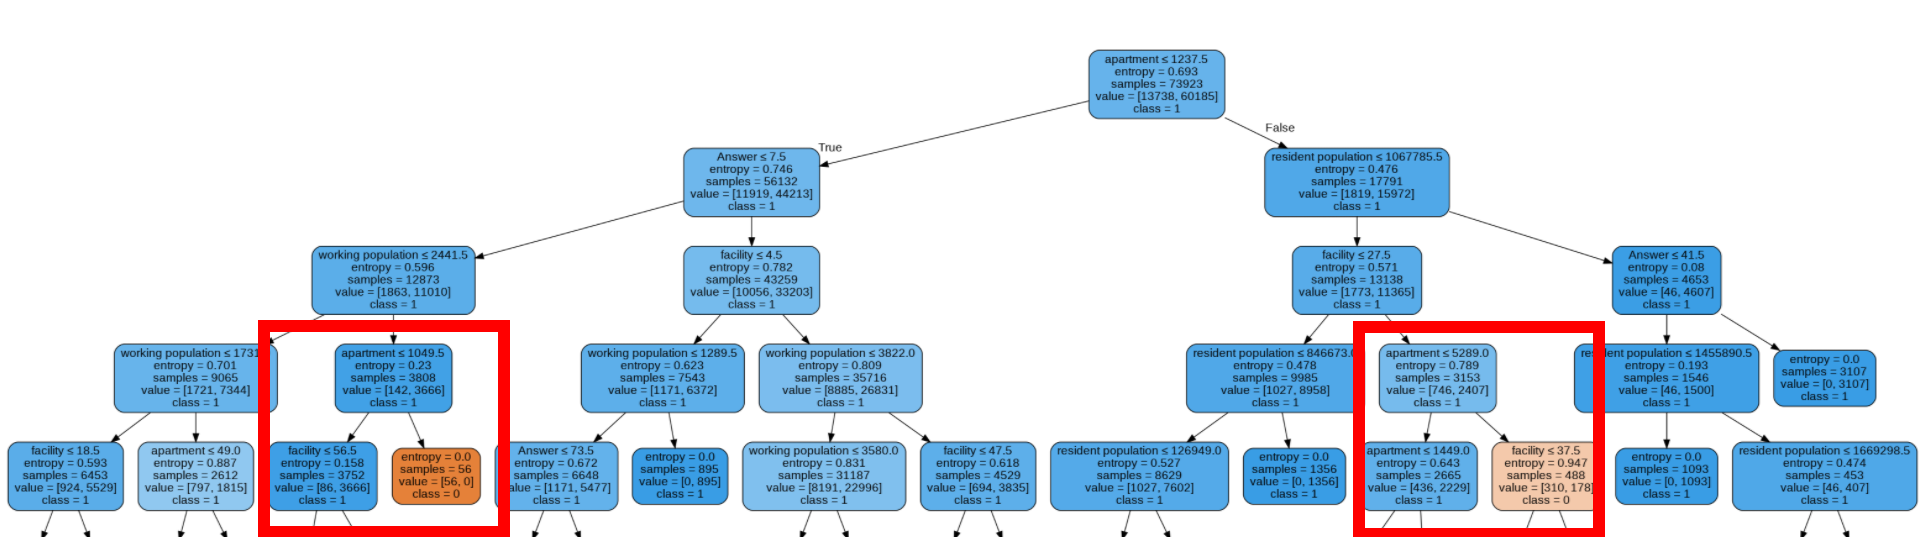 apartment ≤ 1237.5
entropy = 0.693
samples = 73923
value = [13738, 60185]
class = 1
True
False
Answer ≤ 7.5
entropy = 0.746
samples = 56132
value = [11919, 44213]
class = 1
resident population ≤ 1067785.5
entropy = 0.476
samples = 17791
value = [1819, 15972]
class = 1
working population ≤ 2441.5
entropy = 0.596
samples = 12873
value = [1863, 11010]
class = 1
facility ≤ 4.5
entropy = 0.782
samples = 43259
value = [10056, 33203]
class = 1
facility ≤ 27.5
entropy = 0.571
samples = 13138
value = [1773, 11365]
class = 1
Answer ≤ 41.5
entropy = 0.08
samples = 4653
value = [46, 4607]
class = 1
working population ≤ 1731
entropy = 0.701
samples = 9065
value = [1721, 7344]
class = 1
apartment ≤ 1049.5
entropy = 0.23
samples = 3808
value = [142, 3666]
class = 1
working population ≤ 1289.5
entropy = 0.623
samples = 7543
value = [1171, 6372]
class = 1
working population ≤ 3822.0
entropy = 0.809
samples = 35716
value = [8885, 26831]
class = 1
resident population ≤ 846673.0
entropy = 0.478
samples = 9985
value = [1027, 8958]
class = 1
apartment ≤ 5289.0
entropy = 0.789
samples = 3153
value = [746, 2407]
class = 1
population ≤ 1455890.5
entropy = 0.193
samples = 1546
value = [46, 1500]
class = 1
entropy = 0.0
samples = 3107
value = [0, 3107]
class = 1
facility ≤ 18.5
entropy = 0.593
samples = 6453
value = [924, 5529]
class = 1
apartment ≤ 49.0
entropy = 0.887
samples = 2612
value = [797, 1815]
class = 1
facility ≤ 56.5
entropy = 0.158
samples = 3752
value = [86, 3666]
class = 1
entropy = 0.0
samples = 56
value = [56, 0]
class = 0
Answer ≤ 73.5
entropy = 0.672
samples = 6648
value = [1171, 5477]
class = 1
entropy = 0.0
samples = 895
value = [0, 895]
class = 1
working population ≤ 3580.0
entropy = 0.831
samples = 31187
value = [8191, 22996]
class = 1
facility ≤ 47.5
entropy = 0.618
samples = 4529
value = [694, 3835]
class = 1
resident population ≤ 126949.0
entropy = 0.527
samples = 8629
value = [1027, 7602]
class = 1
entropy = 0.0
samples = 1356
value = [0, 1356]
class = 1
apartment ≤ 1449.0
entropy = 0.643
samples = 2665
value = [436, 2229]
class = 1
facility ≤ 37.5
entropy = 0.947
samples = 488
value = [310, 178]
class = 0
entropy = 0.0
samples = 1093
value = [0, 1093]
class = 1
resident population ≤ 1669298.5
entropy = 0.474
samples = 453
value = [46, 407]
class = 1